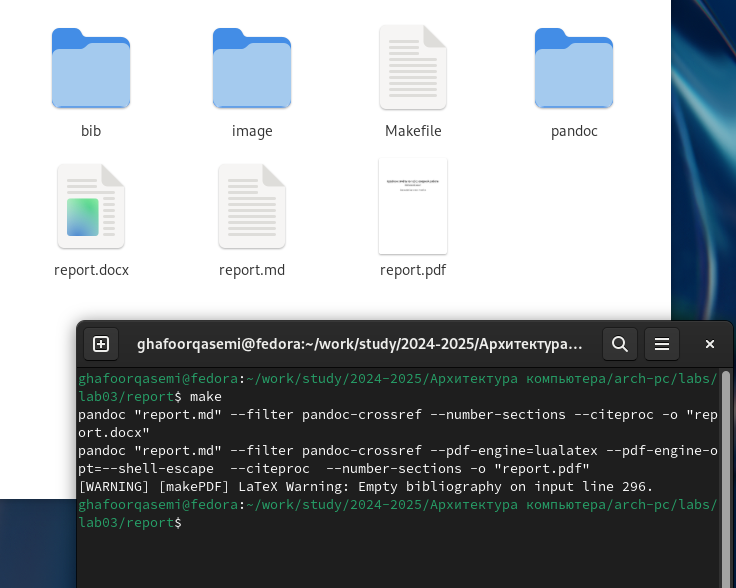 bib
image
Makefile
pandoc
report.docx
report.md
report.pdf
ghafoorqasemi@fedora:~/work/study/2024-2025/Архитектура...
ghafoorqasemi@fedora:~/work/study/2024-2025/Архитектура компьютера/arch-pc/labs/
lab03/report$ make
pandoc "report.md" --filter pandoc-crossref --number-sections --citeproc -o "rep
ort.docx"
pandoc "report.md" --filter pandoc-crossref --pdf-engine=lualatex --pdf-engine-o
pt=--shell-escape  --citeproc  --number-sections -o "report.pdf"
[WARNING] [makePDF] LaTeX Warning: Empty bibliography on input line 296.
ghafoorqasemi@fedora:~/work/study/2024-2025/Архитектура компьютера/arch-pc/labs/
lab03/report$